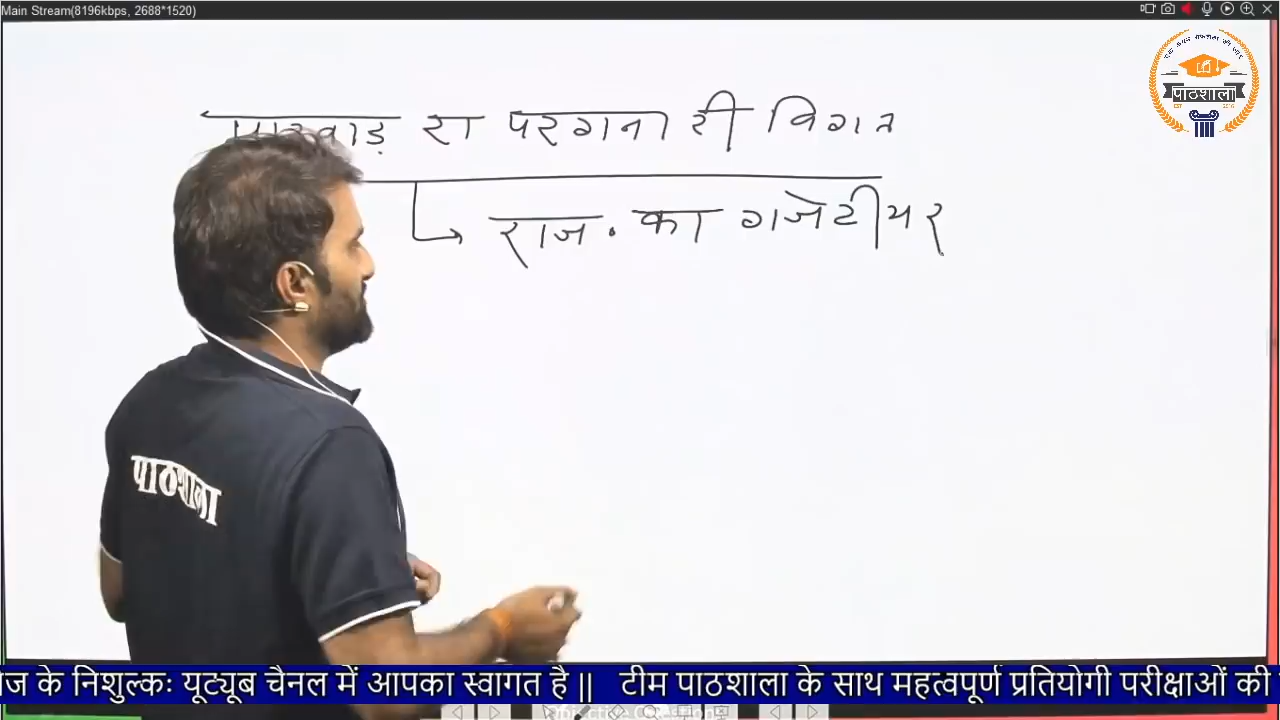 Main Stream(8196kbps, 2688*1520)
पाठशाला
मारवाड़ रा परगना री विगत
राज. का गजेटीयर
पाठशाला
के निशुल्कः यूट्यूब चैनल में आपका स्वागत है || टीम पाठशाला के साथ महत्वपूर्ण प्रतियोगी परीक्षाओं की